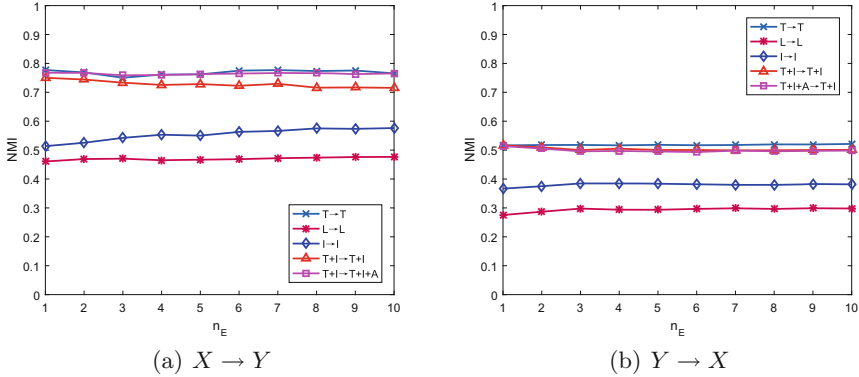 1
0.9
0.8
0.7
0.6
0.5
0.4
0.3
0.2
0.1
0
NMI
T→T
L→L
I→I
T+I→T+I
T+I→T+I+A
1 2 3 4 5 6 7 8 9 10
n_E
(a) X → Y
1
0.9
0.8
0.7
0.6
0.5
0.4
0.3
0.2
0.1
0
NMI
T→T
L→L
I→I
T+I→T+I
T+I+A→T+I
1 2 3 4 5 6 7 8 9 10
n_E
(b) Y → X